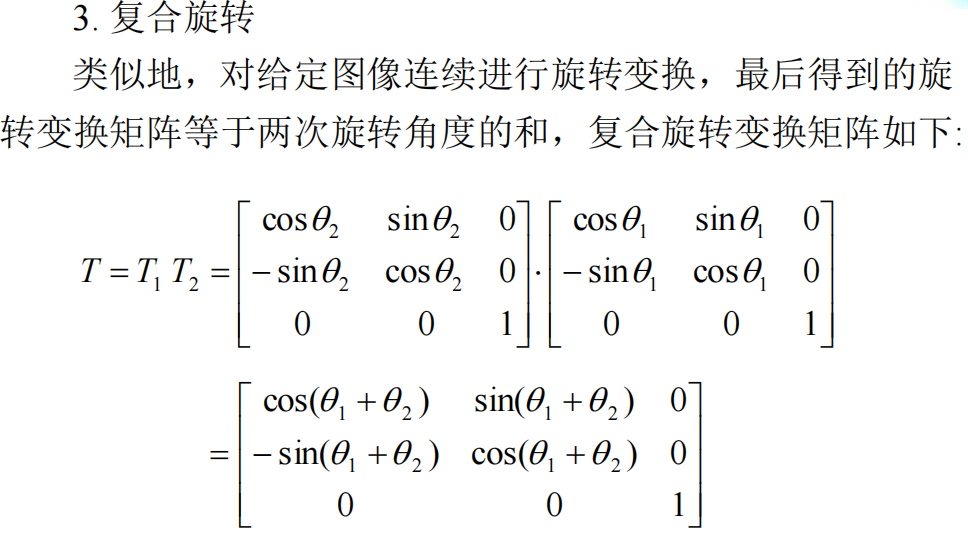 3. 复合旋转
类似地，对给定图像连续进行旋转变换，最后得到的旋
转变换矩阵等于两次旋转角度的和，复合旋转变换矩阵如下:
T = T₁ T₂ = [cosθ₂ sinθ₂ 0; −sinθ₂ cosθ₂ 0; 0 0 1] · [cosθ₁ sinθ₁ 0; −sinθ₁ cosθ₁ 0; 0 0 1]
= [cos(θ₁ + θ₂) sin(θ₁ + θ₂) 0; −sin(θ₁ + θ₂) cos(θ₁ + θ₂) 0; 0 0 1]